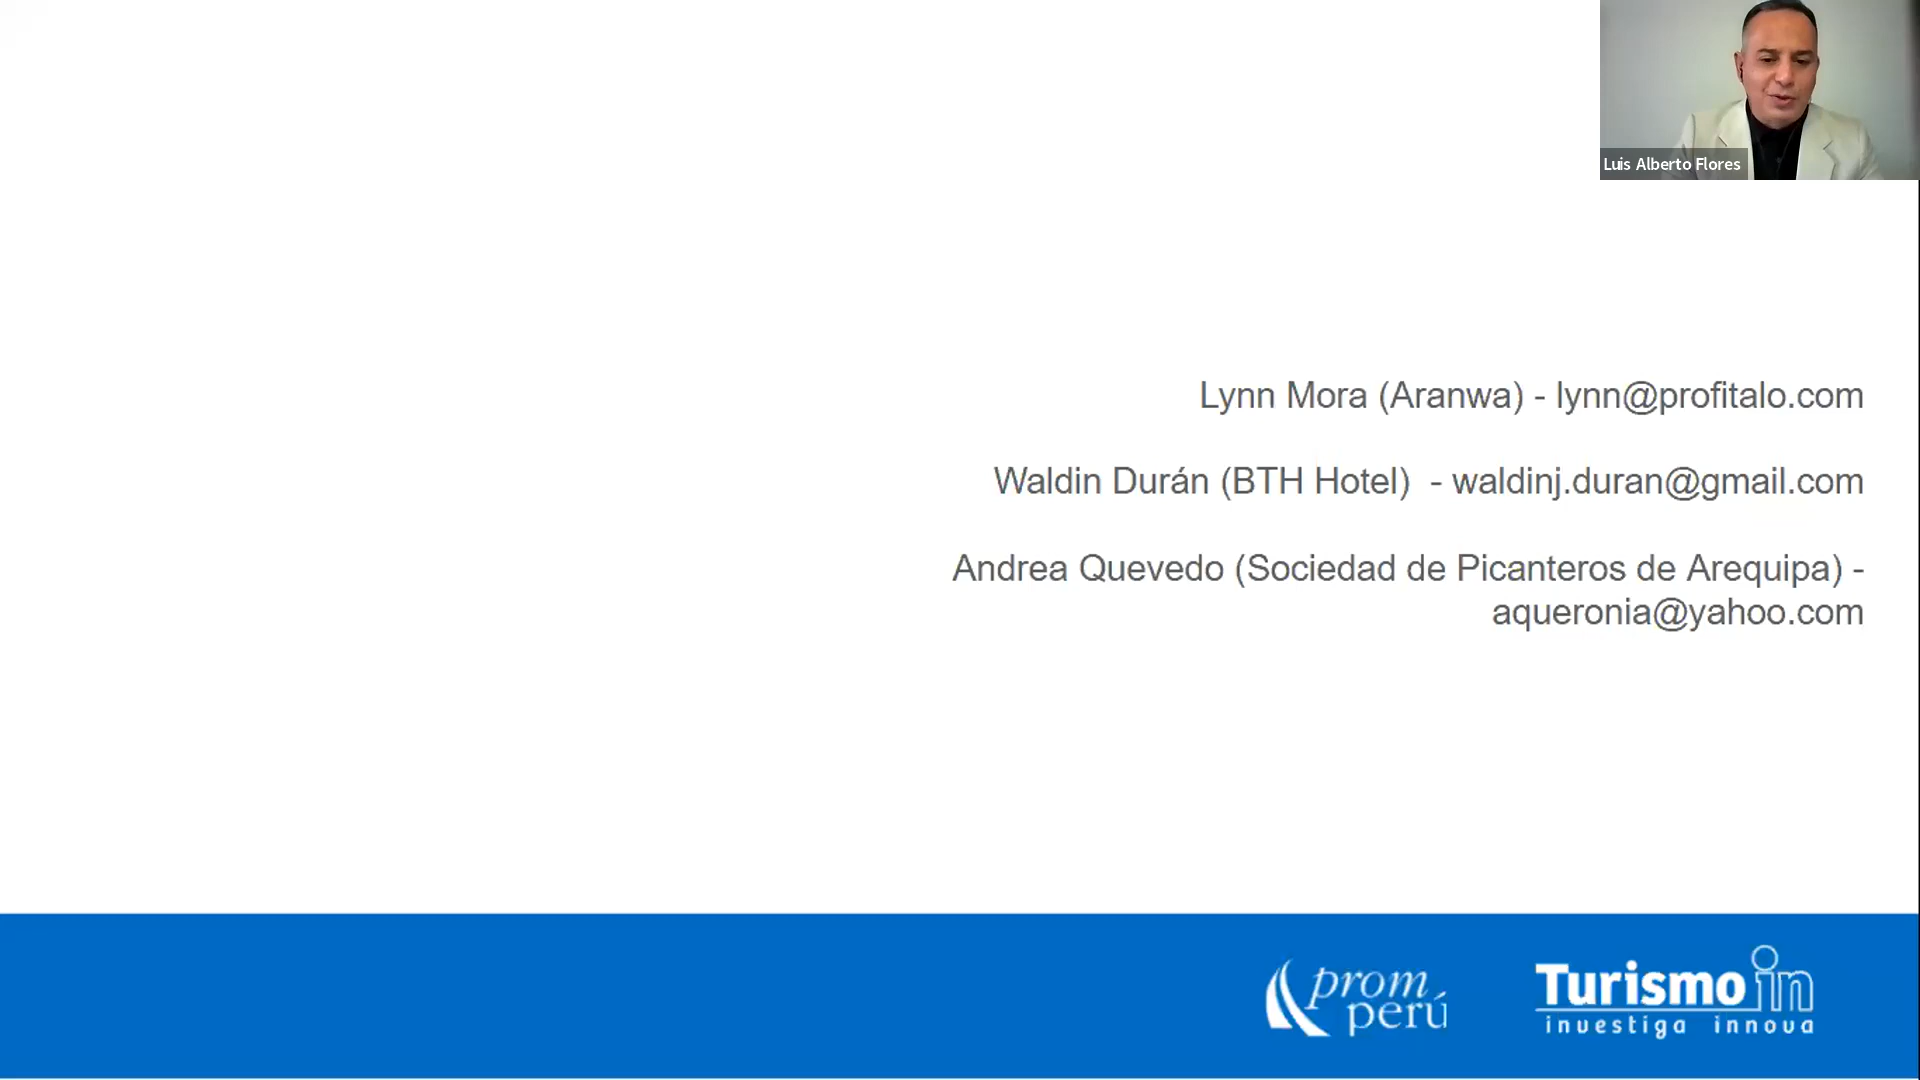 Luis Alberto Flores
Lynn Mora (Aranwa) - lynn@profitalo.com
Waldin Durán (BTH Hotel)  - waldinj.duran@gmail.com
Andrea Quevedo (Sociedad de Picanteros de Arequipa) -
aqueronia@yahoo.com
prom
perú
Turismo in
investiga innova